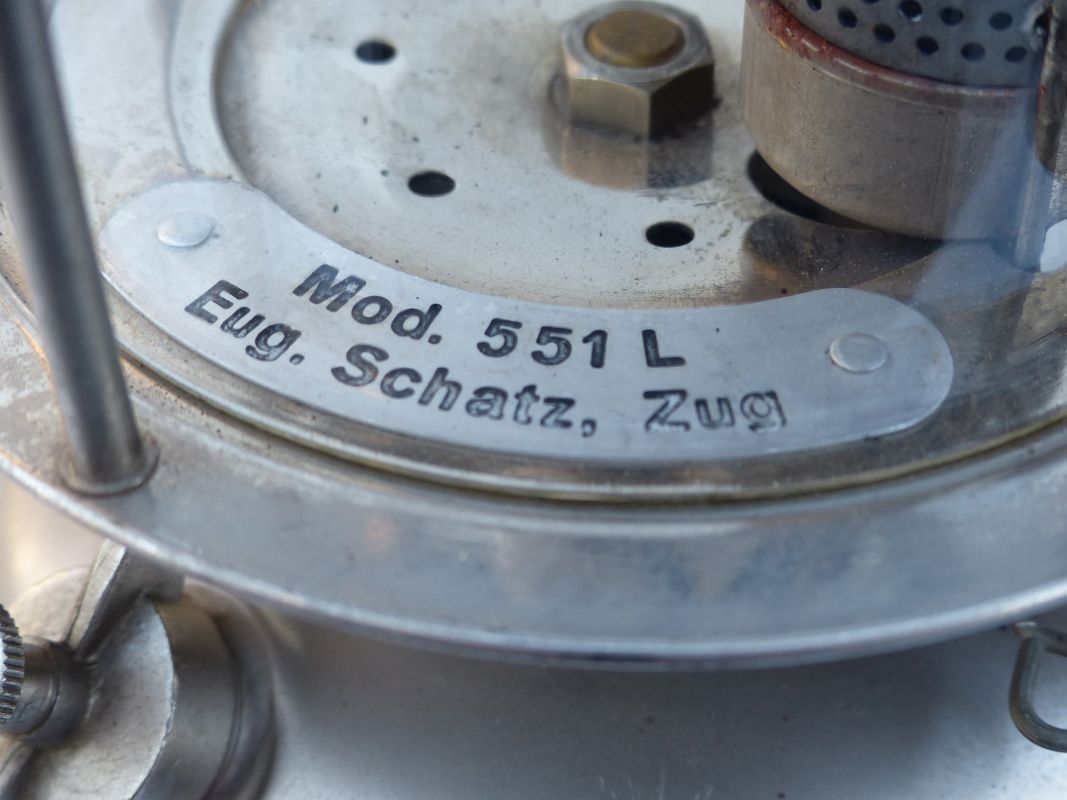 Mod. 551 L
Eug. Schatz, Zug